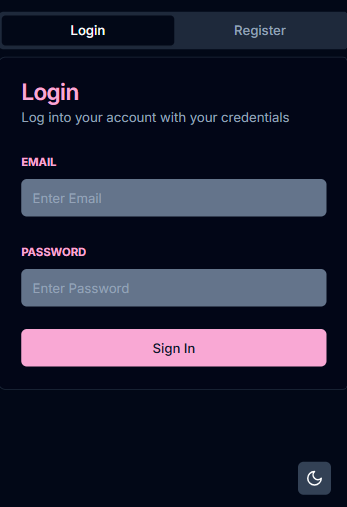 Login
Register
Login
Log into your account with your credentials
EMAIL
Enter Email
PASSWORD
Enter Password
Sign In